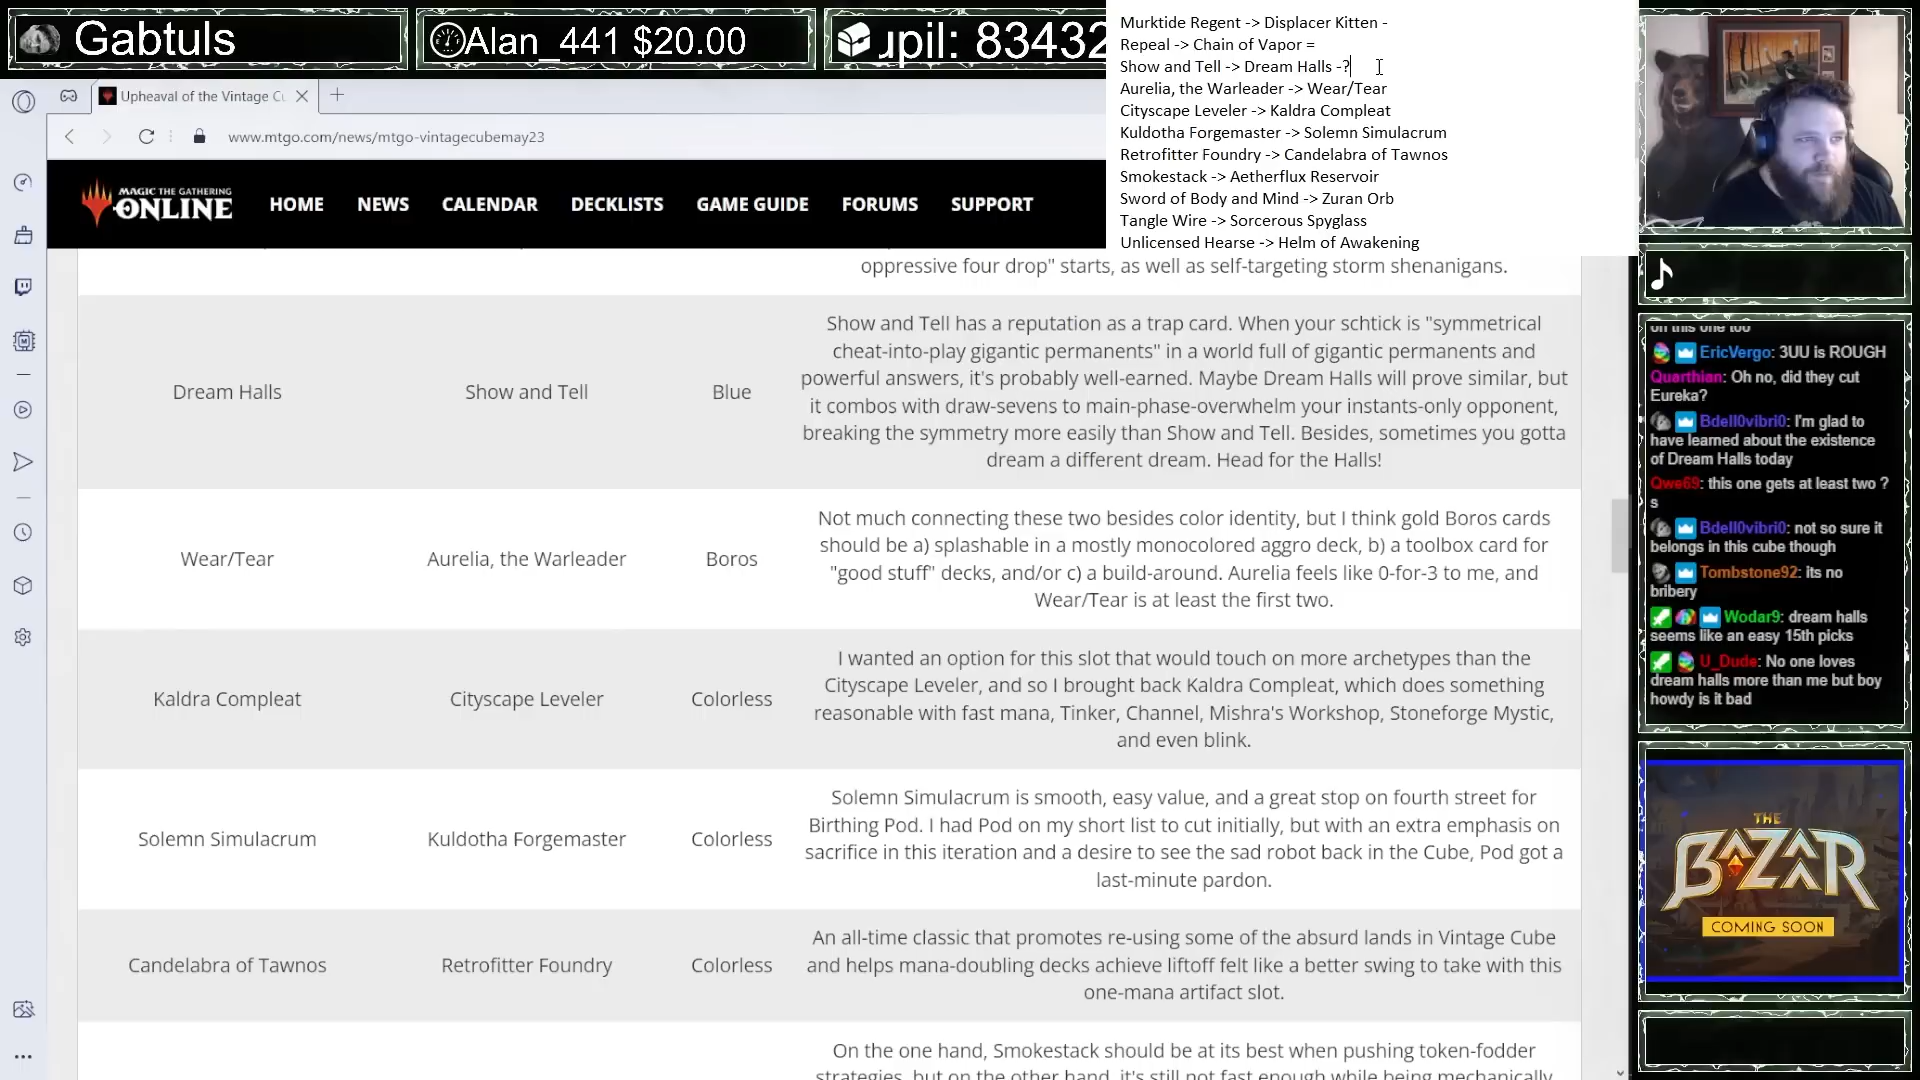 Gabtuls
Alan_441 $20.00
upil: 83432
Murktide Regent -> Displacer Kitten -
Repeal -> Chain of Vapor =
Show and Tell -> Dream Halls -?
Aurelia, the Warleader -> Wear/Tear
Cityscape Leveler -> Kaldra Compleat
Kuldotha Forgemaster -> Solemn Simulacrum
Retrofitter Foundry -> Candelabra of Tawnos
Smokestack -> Aetherflux Reservoir
Sword of Body and Mind -> Zuran Orb
Tangle Wire -> Sorcerous Spyglass
Unlicensed Hearse -> Helm of Awakening
Upheaval of the Vintage Cu
www.mtgo.com/news/mtgo-vintagecubemay23
MAGIC THE GATHERING
ONLINE
HOME NEWS CALENDAR DECKLISTS GAME GUIDE FORUMS SUPPORT
oppressive four drop" starts, as well as self-targeting storm shenanigans.
Dream Halls
Show and Tell
Blue
Show and Tell has a reputation as a trap card. When your schtick is "symmetrical
cheat-into-play gigantic permanents" in a world full of gigantic permanents and
powerful answers, it's probably well-earned. Maybe Dream Halls will prove similar, but
it combos with draw-sevens to main-phase-overwhelm your instants-only opponent,
breaking the symmetry more easily than Show and Tell. Besides, sometimes you gotta
dream a different dream. Head for the Halls!
Wear/Tear
Aurelia, the Warleader
Boros
Not much connecting these two besides color identity, but I think gold Boros cards
should be a) splashable in a mostly monocolored aggro deck, b) a toolbox card for
"good stuff" decks, and/or c) a build-around. Aurelia feels like 0-for-3 to me, and
Wear/Tear is at least the first two.
Kaldra Compleat
Cityscape Leveler
Colorless
I wanted an option for this slot that would touch on more archetypes than the
Cityscape Leveler, and so I brought back Kaldra Compleat, which does something
reasonable with fast mana, Tinker, Channel, Mishra's Workshop, Stoneforge Mystic,
and even blink.
Solemn Simulacrum
Kuldotha Forgemaster
Colorless
Solemn Simulacrum is smooth, easy value, and a great stop on fourth street for
Birthing Pod. I had Pod on my short list to cut initially, but with an extra emphasis on
sacrifice in this iteration and a desire to see the sad robot back in the Cube, Pod got a
last-minute pardon.
Candelabra of Tawnos
Retrofitter Foundry
Colorless
An all-time classic that promotes re-using some of the absurd lands in Vintage Cube
and helps mana-doubling decks achieve liftoff felt like a better swing to take with this
one-mana artifact slot.
On the one hand, Smokestack should be at its best when pushing token-fodder
strategies, but on the other hand, it's still not fast enough while being mechanically
on this one too
EricVergo: 3UU is ROUGH
Quarthian: Oh no, did they cut
Eureka?
Bdell0vibri0: I'm glad to
have learned about the existence
of Dream Halls today
Qwe69: this one gets at least two ?
s
Bdell0vibri0: not so sure it
belongs in this cube though
Tombstone92: its no
bribery
Wodar9: dream halls
seems like an easy 15th picks
U_Dude: No one loves
dream halls more than me but boy
howdy is it bad
THE
BAZAAR
COMING SOON